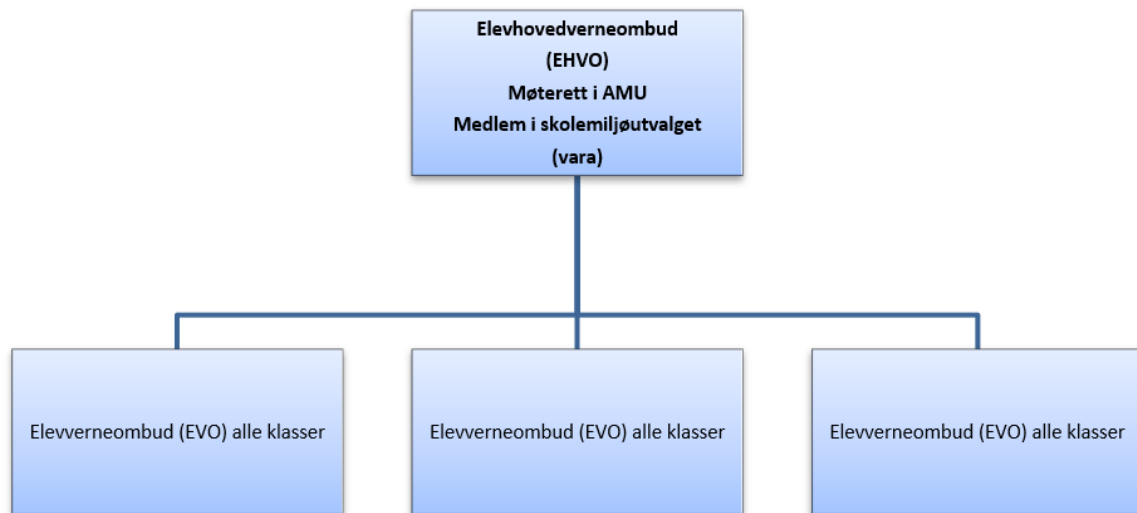 Elevhovedverneombud
(EHVO)
Møterett i AMU
Medlem i skolemiljøutvalget
(vara)
Elevverneombud (EVO) alle klasser
Elevverneombud (EVO) alle klasser
Elevverneombud (EVO) alle klasser